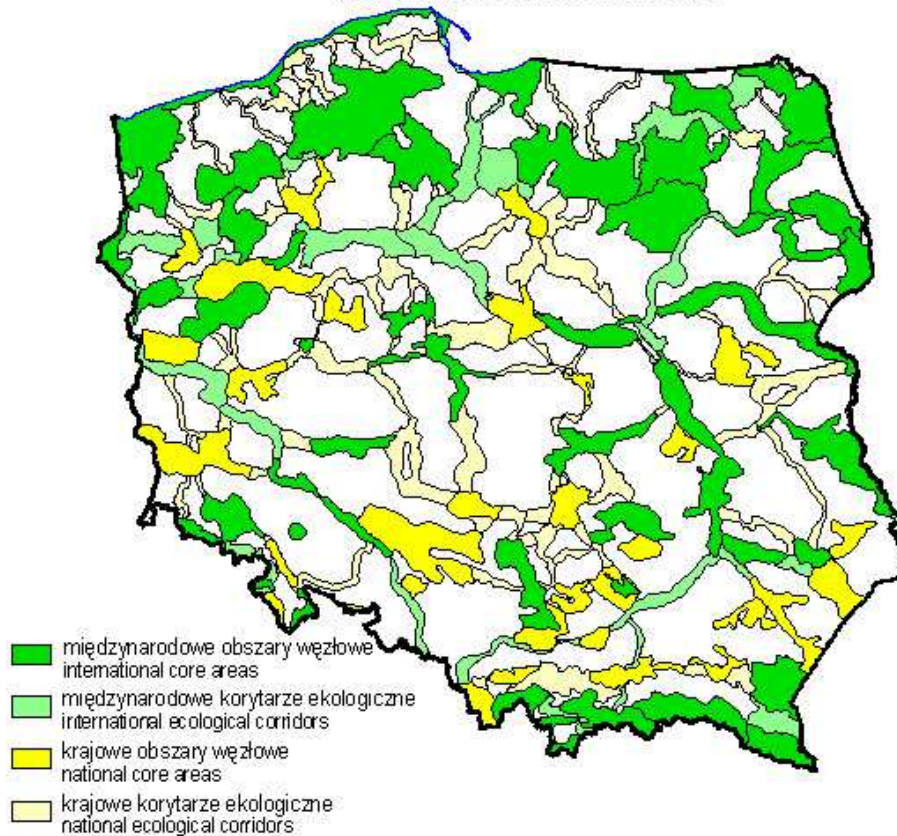 międzynarodowe obszary węzłowe
international core areas
międzynarodowe korytarze ekologiczne
international ecological corridors
krajowe obszary węzłowe
national core areas
krajowe korytarze ekologiczne
national ecological corridors